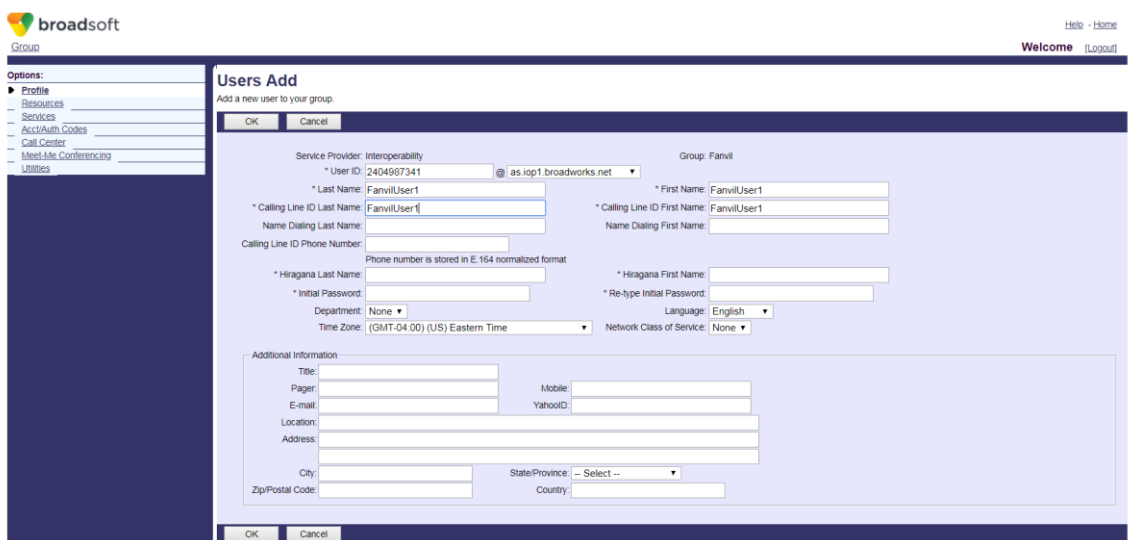 broadsoft
Help - Home
Group
Welcome [Logout]
Options:
Profile
Resources
Services
Acct/Auth Codes
Call Center
Meet-Me Conferencing
Utilities
Users Add
Add a new user to your group.
OK Cancel
Service Provider: Interoperability Group: Fanvil
* User ID: 2404987341 @ as.iop1.broadworks.net
* Last Name: FanvilUser1 * First Name: FanvilUser1
* Calling Line ID Last Name: FanvilUser1 * Calling Line ID First Name: FanvilUser1
Name Dialing Last Name: Name Dialing First Name:
Calling Line ID Phone Number:
Phone number is stored in E.164 normalized format
* Hiragana Last Name: * Hiragana First Name:
* Initial Password: * Re-type Initial Password:
Department: None Language: English
Time Zone: (GMT-04:00) (US) Eastern Time Network Class of Service: None
Additional Information
Title:
Pager: Mobile:
E-mail: YahooID:
Location:
Address:
City: State/Province: -- Select --
Zip/Postal Code: Country:
OK Cancel